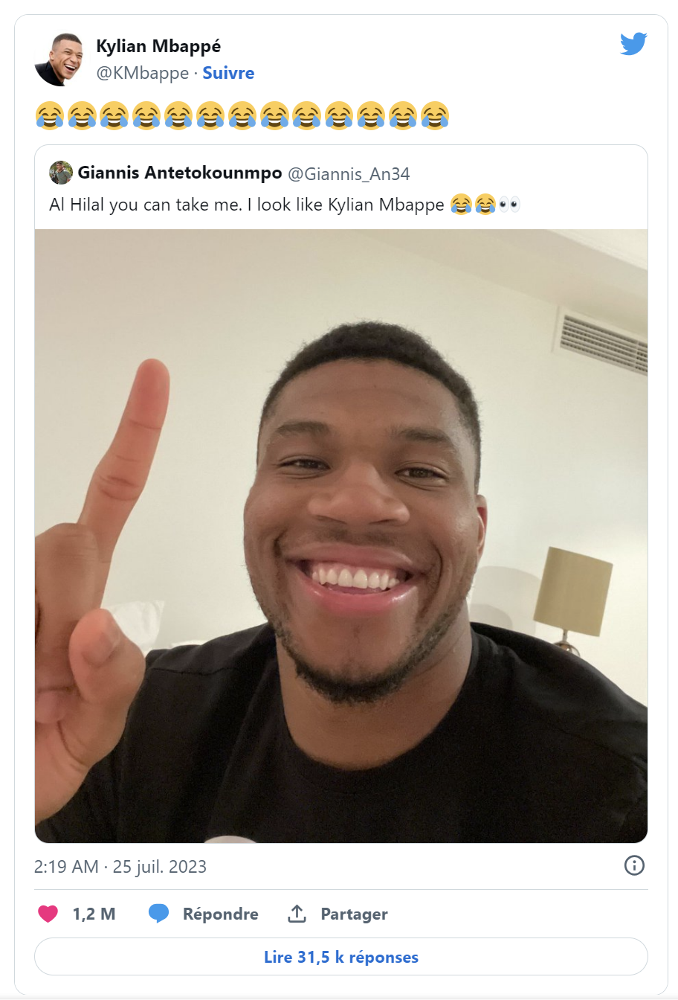 Kylian Mbappé
@KMbappe · Suivre
😂😂😂😂😂😂😂😂😂😂😂😂😂
Giannis Antetokounmpo @Giannis_An34
Al Hilal you can take me. I look like Kylian Mbappe 😂😂👀
2:19 AM · 25 juil. 2023
1,2 M Répondre Partager
Lire 31,5 k réponses